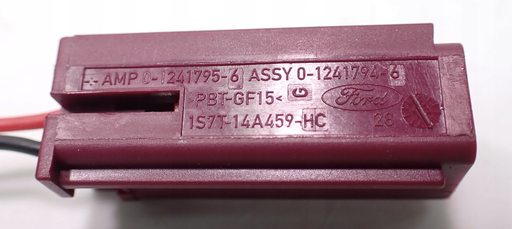 AMP 0-1241795-6 ASSY 0-1241794-6
>PBT-GF15< G Ford
1S7T-14A459-HC 28